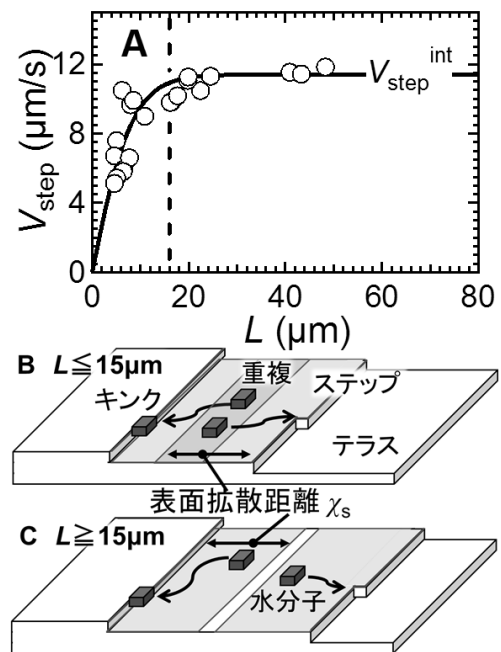 A
V_step^int
V_step (μm/s)
12
8
4
0
0 20 40 60 80
L (μm)
B L≦15μm
重複
ステップ
キンク
テラス
表面拡散距離 χs
C L≧15μm
水分子